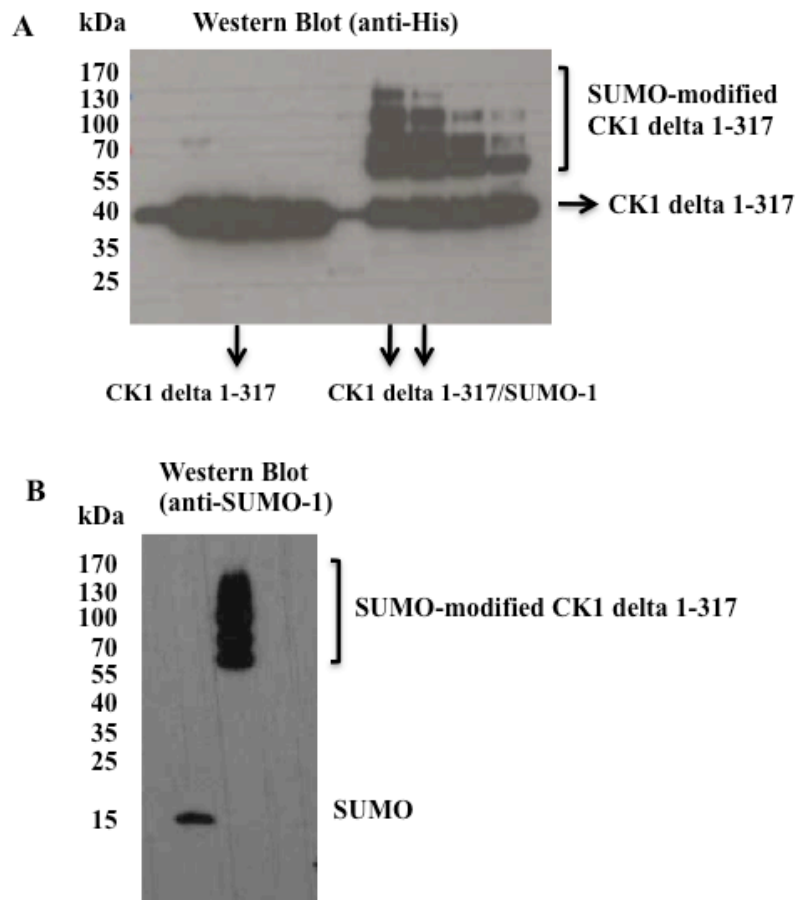 A
kDa
Western Blot (anti-His)
170
130
100
70
55
40
35
25
SUMO-modified
CK1 delta 1-317
CK1 delta 1-317
CK1 delta 1-317
CK1 delta 1-317/SUMO-1
B
Western Blot
(anti-SUMO-1)
kDa
170
130
100
70
55
40
35
25
15
SUMO-modified CK1 delta 1-317
SUMO